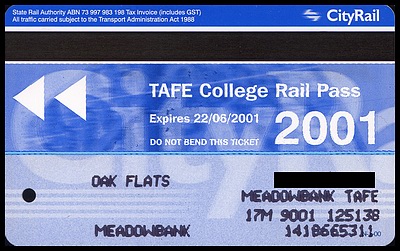 State Rail Authority ABN 73 997 983 198 Tax Invoice (includes GST)
All traffic carried subject to the Transport Administration Act 1988
CityRail
TAFE College Rail Pass
Expires 22/06/2001
2001
DO NOT BEND THIS TICKET
OAK FLATS
MEADOWBANK TAFE
17M 9001 125138
MEADOWBANK
1418665311